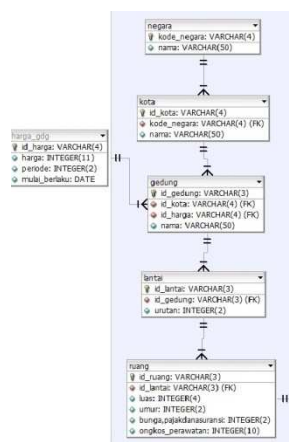 negara
kode_negara: VARCHAR(4)
nama: VARCHAR(50)
kota
id_kota: VARCHAR(4)
kode_negara: VARCHAR(4) (FK)
nama: VARCHAR(50)
harga_gdg
id_harga: VARCHAR(4)
harga: INTEGER(11)
periode: INTEGER(2)
mulai_berlaku: DATE
gedung
id_gedung: VARCHAR(3)
id_kota: VARCHAR(4) (FK)
id_harga: VARCHAR(4) (FK)
nama: VARCHAR(50)
lantai
id_lantai: VARCHAR(3)
id_gedung: VARCHAR(3) (FK)
urutan: INTEGER(2)
ruang
id_ruang: VARCHAR(3)
id_lantai: VARCHAR(3) (FK)
luas: INTEGER(4)
umur: INTEGER(2)
bunga,pajakdanasuransi: INTEGER(2)
ongkos_perawatan: INTEGER(10)